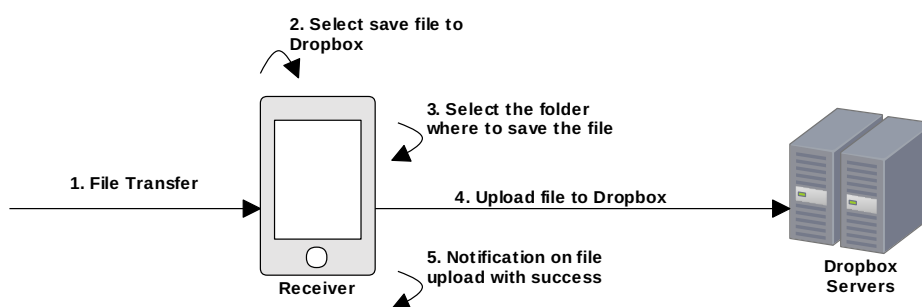 2. Select save file to
Dropbox
3. Select the folder
where to save the file
1. File Transfer
4. Upload file to Dropbox
5. Notification on file
upload with success
Receiver
Dropbox
Servers